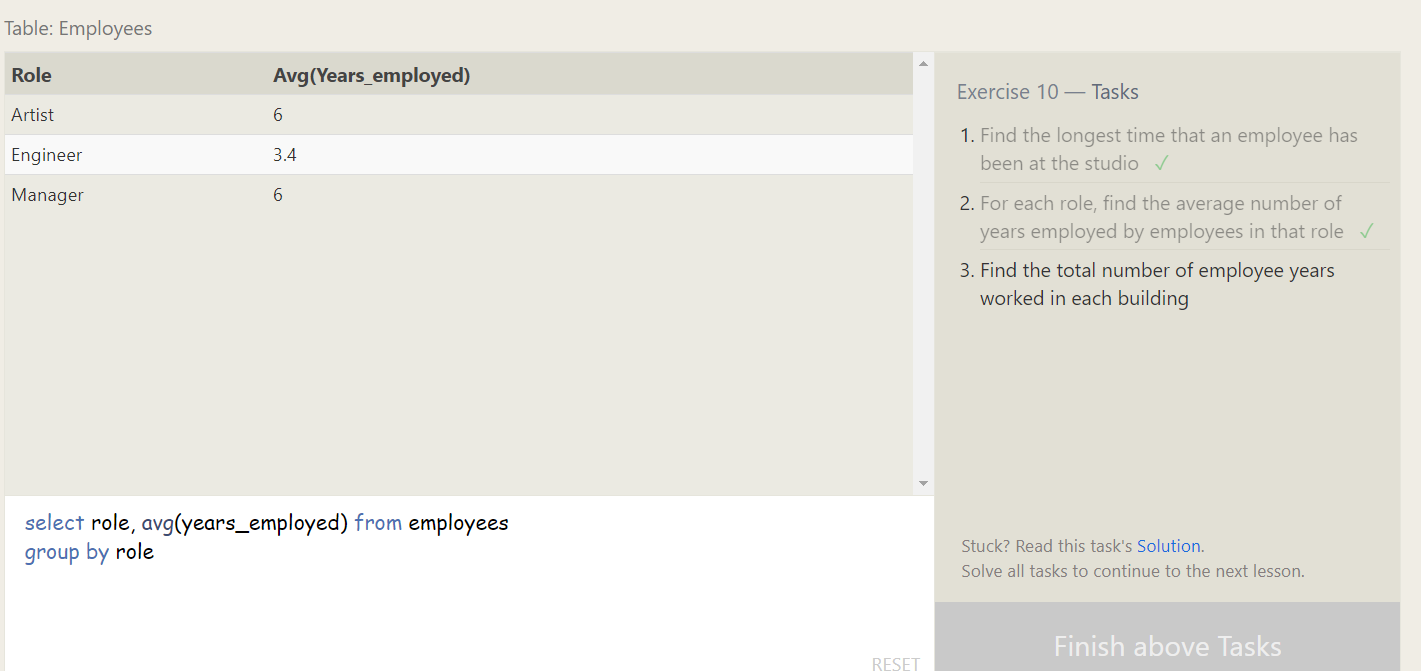 Table: Employees
Role Avg(Years_employed)
Artist 6
Engineer 3.4
Manager 6
select role, avg(years_employed) from employees
group by role
RESET
Exercise 10 — Tasks
1. Find the longest time that an employee has
been at the studio ✓
2. For each role, find the average number of
years employed by employees in that role ✓
3. Find the total number of employee years
worked in each building
Stuck? Read this task's Solution.
Solve all tasks to continue to the next lesson.
Finish above Tasks